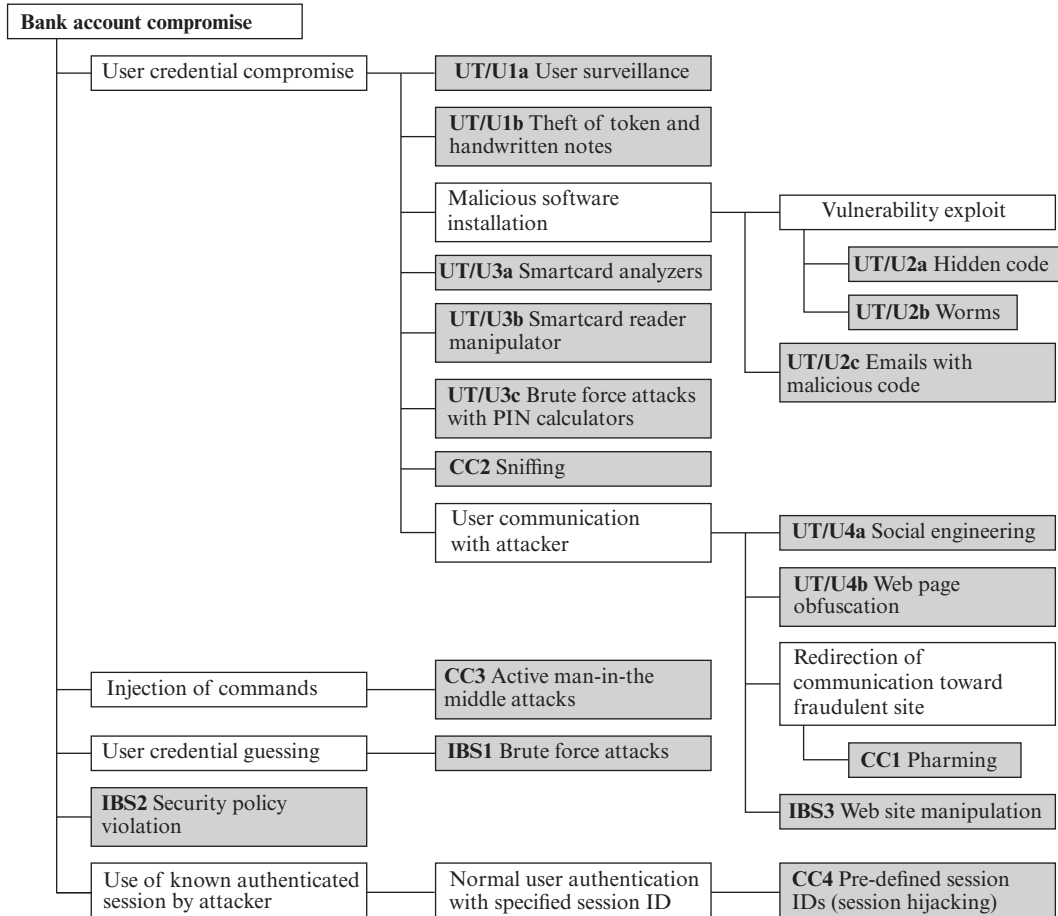 Bank account compromise
User credential compromise
UT/U1a User surveillance
UT/U1b Theft of token and
handwritten notes
Malicious software
installation
Vulnerability exploit
UT/U2a Hidden code
UT/U2b Worms
UT/U2c Emails with
malicious code
UT/U3a Smartcard analyzers
UT/U3b Smartcard reader
manipulator
UT/U3c Brute force attacks
with PIN calculators
CC2 Sniffing
User communication
with attacker
UT/U4a Social engineering
UT/U4b Web page
obfuscation
Redirection of
communication toward
fraudulent site
CC1 Pharming
IBS3 Web site manipulation
Injection of commands
CC3 Active man-in-the
middle attacks
User credential guessing
IBS1 Brute force attacks
IBS2 Security policy
violation
Use of known authenticated
session by attacker
Normal user authentication
with specified session ID
CC4 Pre-defined session
IDs (session hijacking)